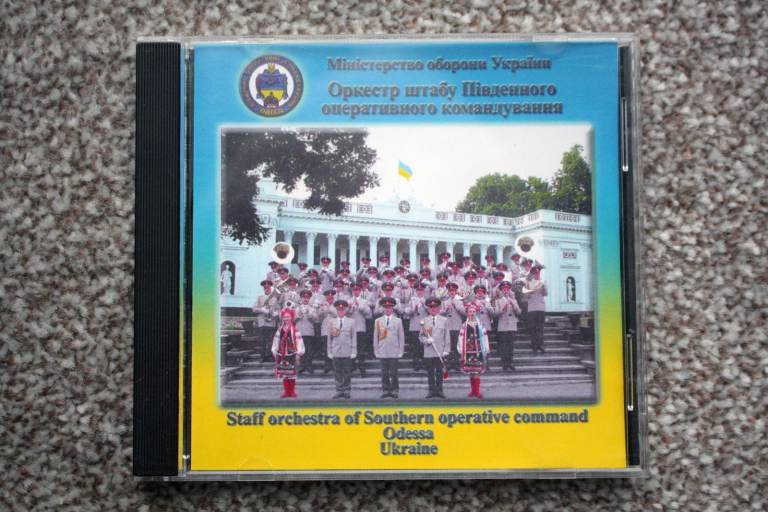 Міністерство оборони України
Оркестр штабу Південного
оперативного командування
Staff orchestra of Southern operative command
Odessa
Ukraine